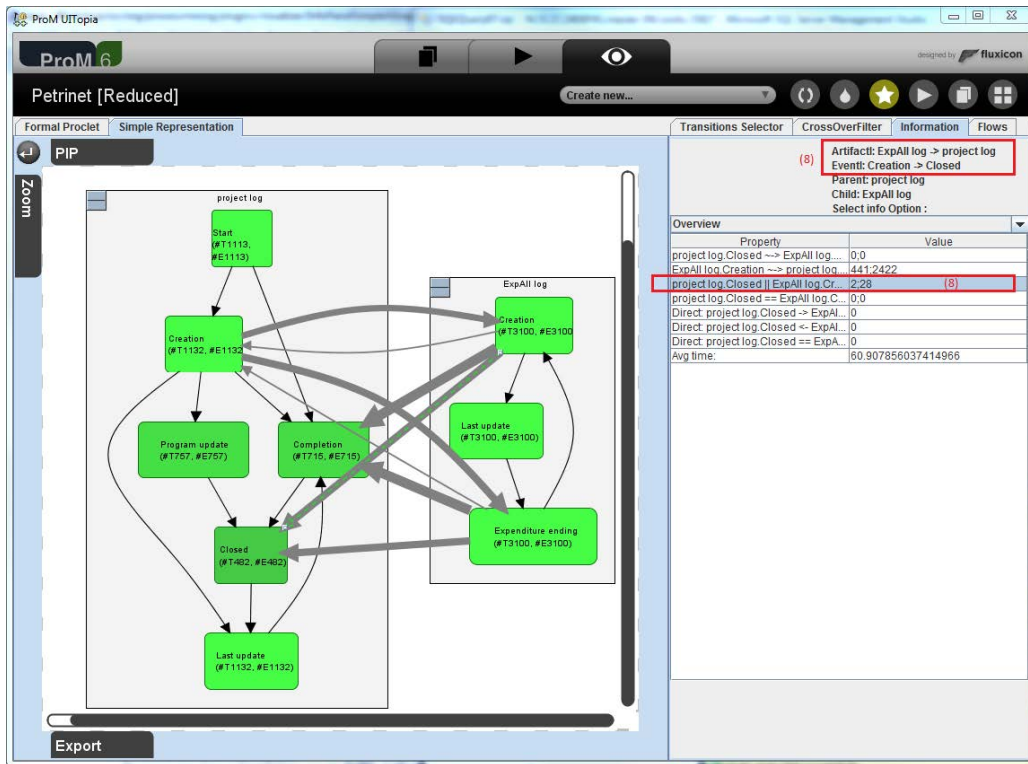 ProM UITopia
ProM 6
designed by fluxicon
Petrinet [Reduced]
Create new...
Formal Proclet
Simple Representation
Transitions Selector
CrossOverFilter
Information
Flows
PIP
Zoom
(8)
ArtifactI: ExpAll log -> project log
EventI: Creation -> Closed
Parent: project log
Child: ExpAll log
Select info Option :
Overview
Property Value
project log.Closed ~-> ExpAll log.... 0;0
ExpAll log.Creation ~-> project log.... 441;2422
project log.Closed || ExpAll log.Cr... 2;28 (8)
project log.Closed == ExpAll log.C... 0;0
Direct: project log.Closed -> ExpAl... 0
Direct: project log.Closed <- ExpAl... 0
Direct: project log.Closed == ExpA... 0
Avg time: 60.907856037414966
project log
Start
(#T1113,
#E1113)
Creation
(#T1132, #E1132
Program update
(#T757, #E757)
Completion
(#T715, #E715)
Closed
(#T482, #E482)
Last update
(#T1132, #E1132)
ExpAll log
Creation
(#T3100, #E3100
Last update
(#T3100, #E3100)
Expenditure ending
(#T3100, #E3100)
Export